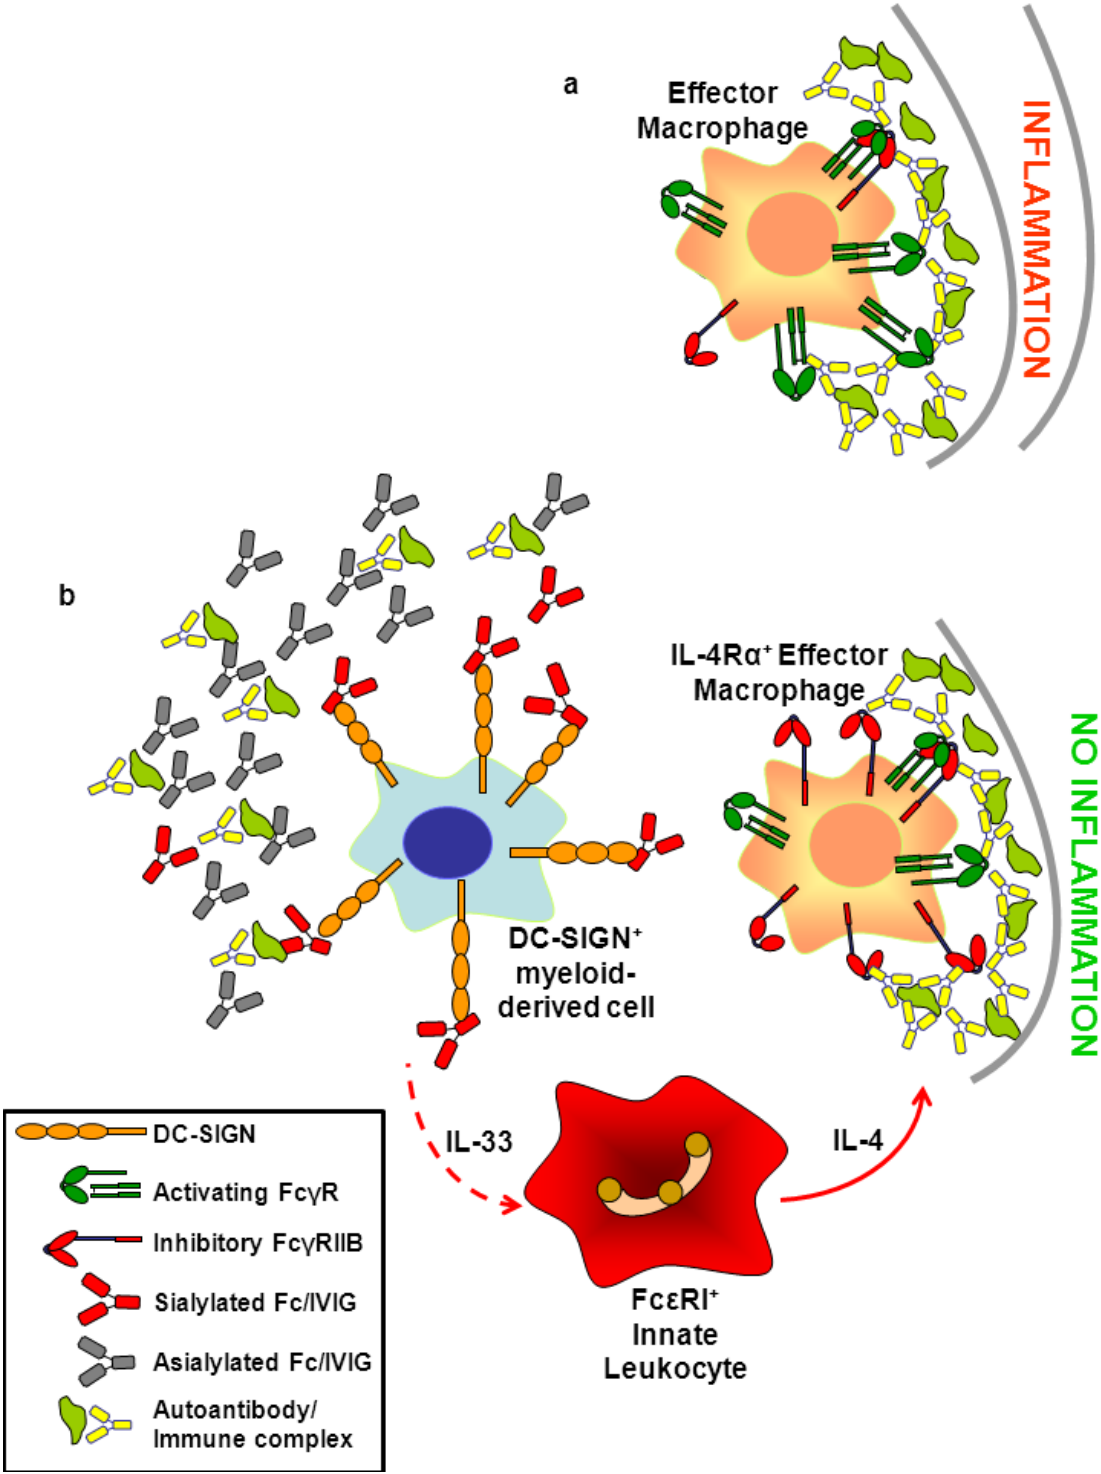 a
Effector
Macrophage
INFLAMMATION
b
IL-4Rα⁺ Effector
Macrophage
NO INFLAMMATION
DC-SIGN⁺
myeloid-
derived cell
IL-33
IL-4
FcεRI⁺
Innate
Leukocyte
DC-SIGN
Activating FcγR
Inhibitory FcγRIIB
Sialylated Fc/IVIG
Asialylated Fc/IVIG
Autoantibody/
Immune complex